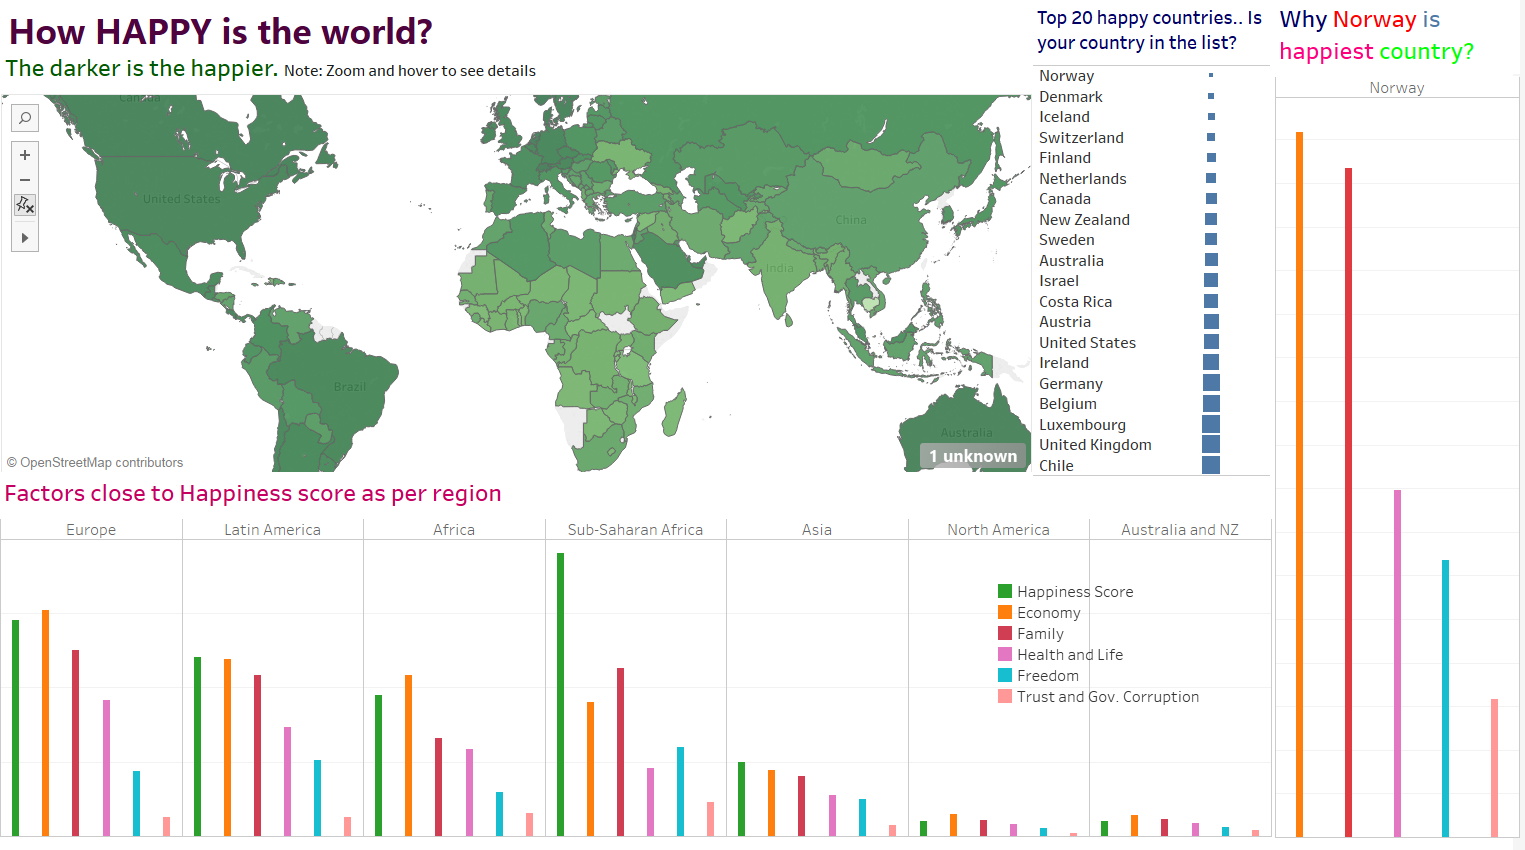 How HAPPY is the world?
The darker is the happier. Note: Zoom and hover to see details
Canada
United States
Brazil
China
India
Australia
© OpenStreetMap contributors
1 unknown
Top 20 happy countries.. Is
your country in the list?
Norway
Denmark
Iceland
Switzerland
Finland
Netherlands
Canada
New Zealand
Sweden
Australia
Israel
Costa Rica
Austria
United States
Ireland
Germany
Belgium
Luxembourg
United Kingdom
Chile
Why Norway is
happiest country?
Norway
Factors close to Happiness score as per region
Europe
Latin America
Africa
Sub-Saharan Africa
Asia
North America
Australia and NZ
Happiness Score
Economy
Family
Health and Life
Freedom
Trust and Gov. Corruption